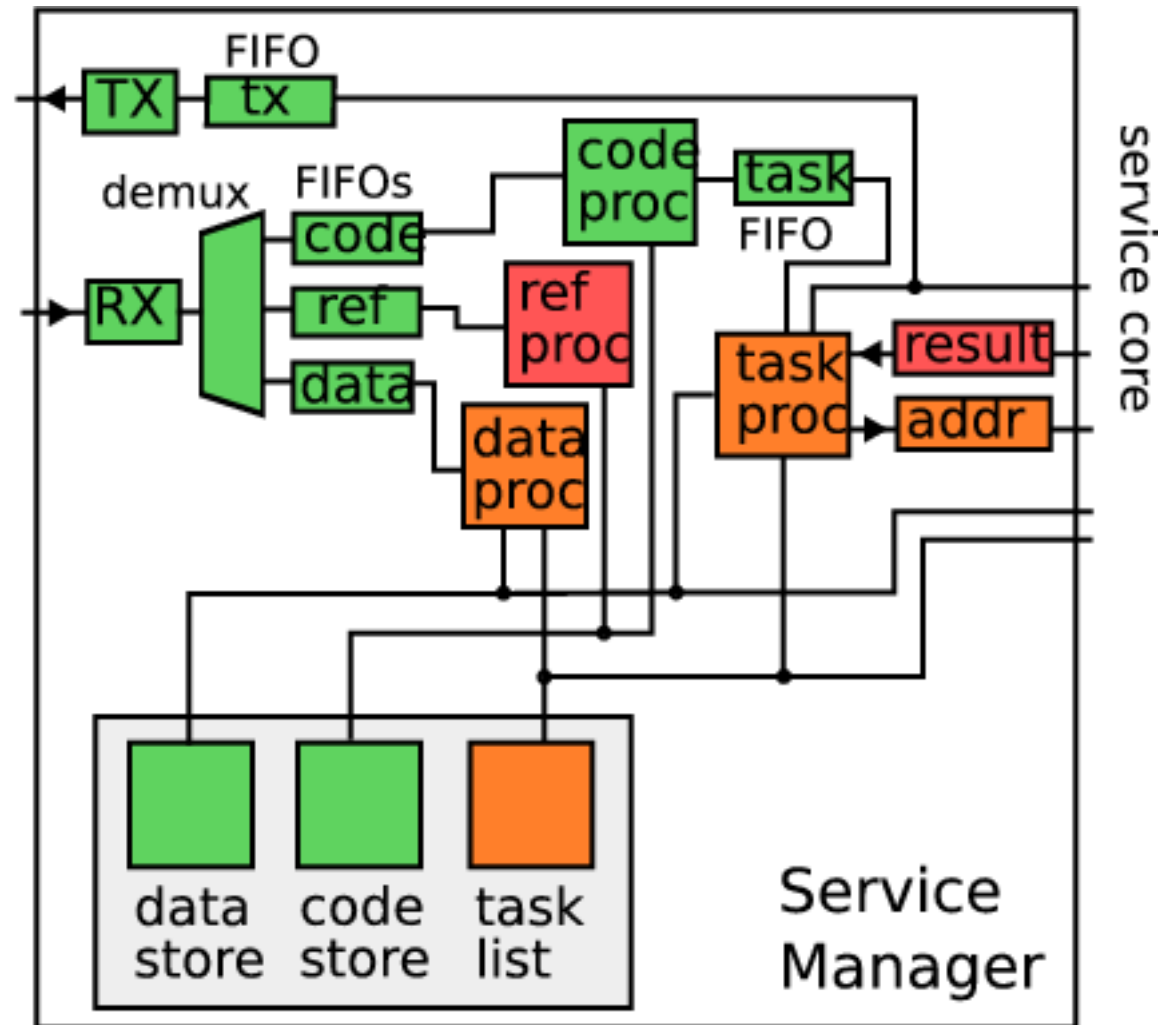 FIFO
TX
tx
demux
FIFOs
code
proc
task
FIFO
code
RX
ref
ref
proc
data
data
proc
task
proc
result
addr
service core
data
store
code
store
task
list
Service
Manager